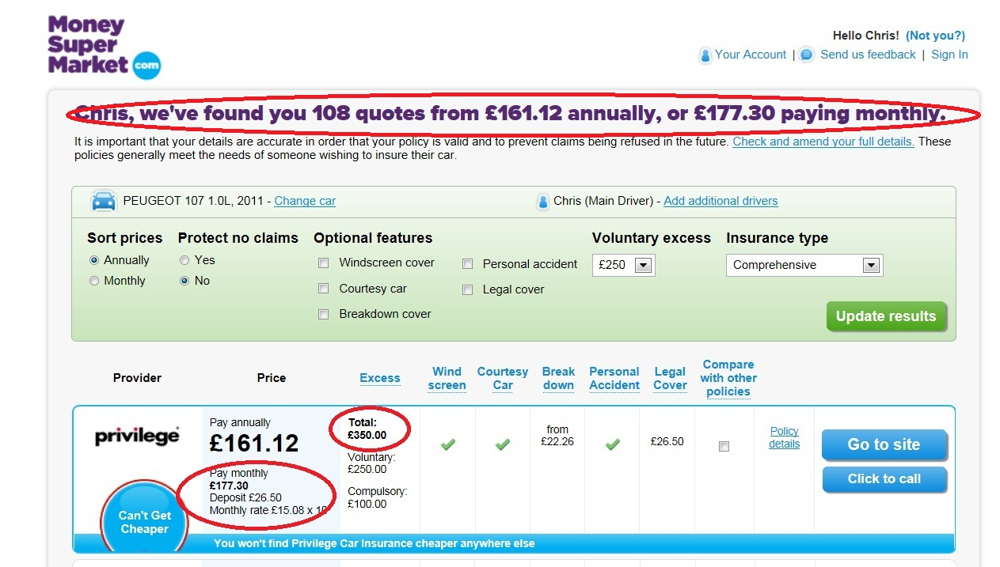 Money
Super
Market com
Hello Chris! (Not you?)
Your Account | Send us feedback | Sign In
Chris, we've found you 108 quotes from £161.12 annually, or £177.30 paying monthly.
It is important that your details are accurate in order that your policy is valid and to prevent claims being refused in the future. Check and amend your full details. These
policies generally meet the needs of someone wishing to insure their car.
PEUGEOT 107 1.0L, 2011 - Change car
Chris (Main Driver) - Add additional drivers
Sort prices
Annually
Monthly
Protect no claims
Yes
No
Optional features
Windscreen cover
Courtesy car
Breakdown cover
Personal accident
Legal cover
Voluntary excess
£250
Insurance type
Comprehensive
Update results
Provider
Price
Excess
Wind
screen
Courtesy
Car
Break
down
Personal
Accident
Legal
Cover
Compare
with other
policies
privilege
Can't Get
Cheaper
Pay annually
£161.12
Pay monthly
£177.30
Deposit £26.50
Monthly rate £15.08 x 10
Total:
£350.00
Voluntary:
£250.00
Compulsory:
£100.00
from
£22.26
£26.50
Policy
details
Go to site
Click to call
You won't find Privilege Car Insurance cheaper anywhere else